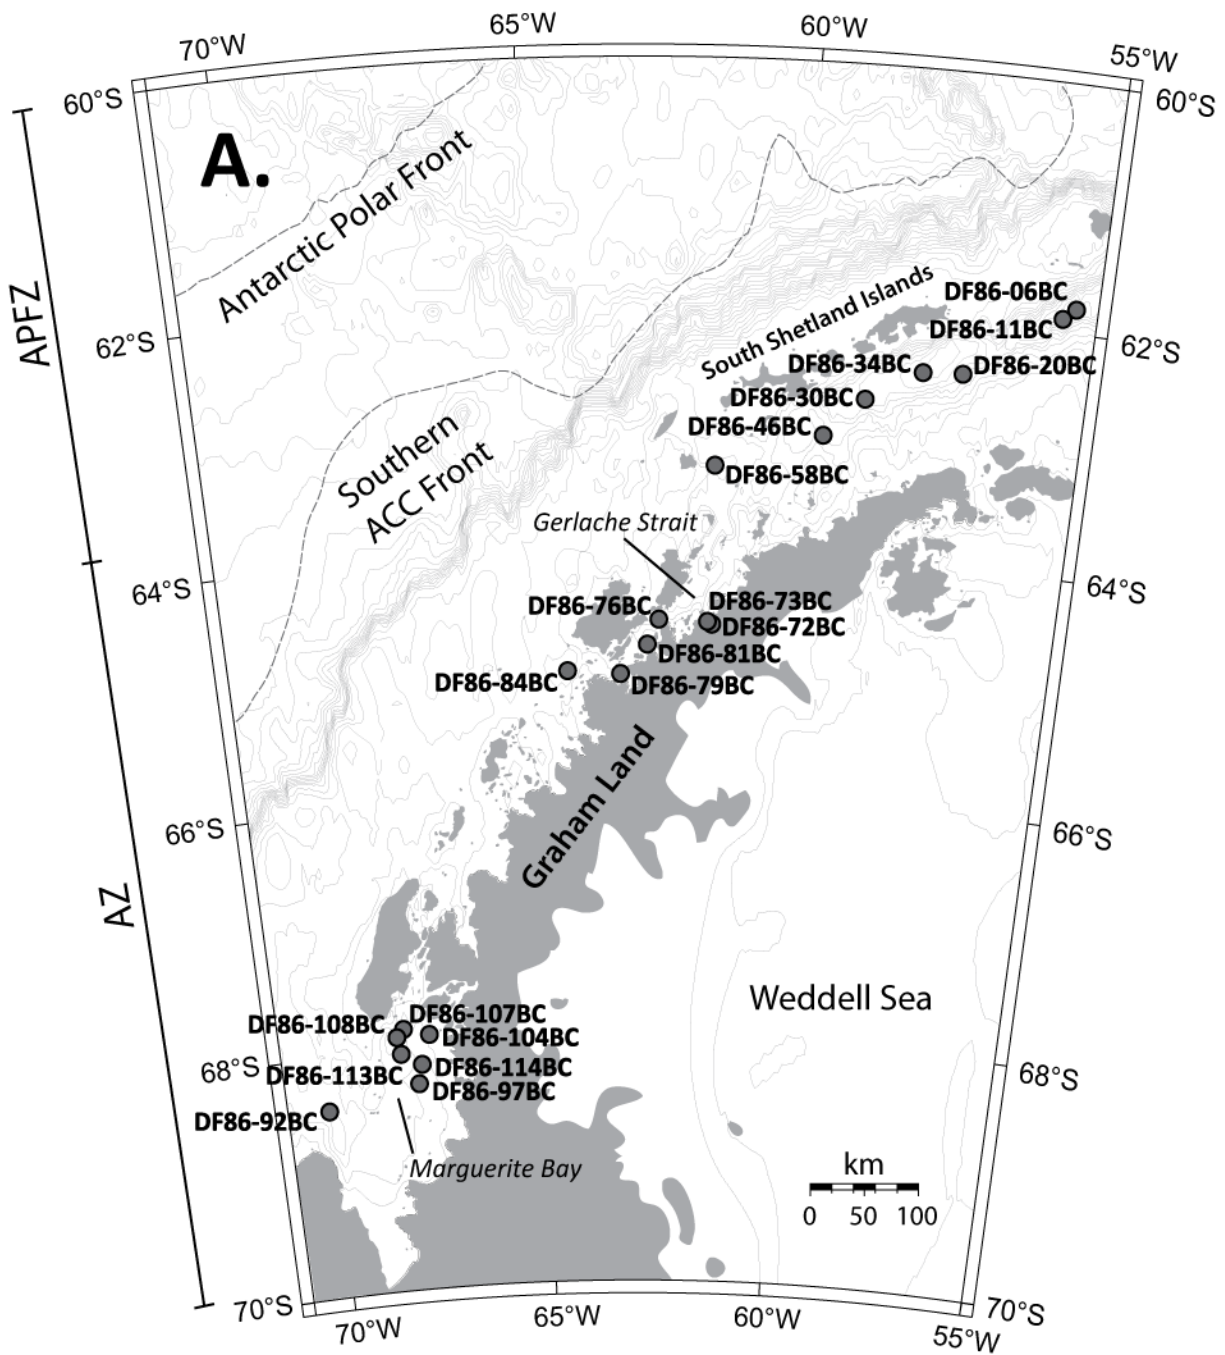 70°W
65°W
60°W
55°W
60°S
60°S
A.
Antarctic Polar Front
APFZ
South Shetland Islands
DF86-06BC
DF86-11BC
62°S
62°S
DF86-34BC
DF86-20BC
DF86-30BC
DF86-46BC
DF86-58BC
Southern
ACC Front
Gerlache Strait
64°S
64°S
DF86-76BC
DF86-73BC
DF86-72BC
DF86-81BC
DF86-84BC
DF86-79BC
Graham Land
66°S
66°S
AZ
Weddell Sea
DF86-107BC
DF86-108BC
DF86-104BC
68°S
DF86-114BC
68°S
DF86-113BC
DF86-97BC
DF86-92BC
Marguerite Bay
km
0 50 100
70°S
70°S
70°W
65°W
60°W
55°W